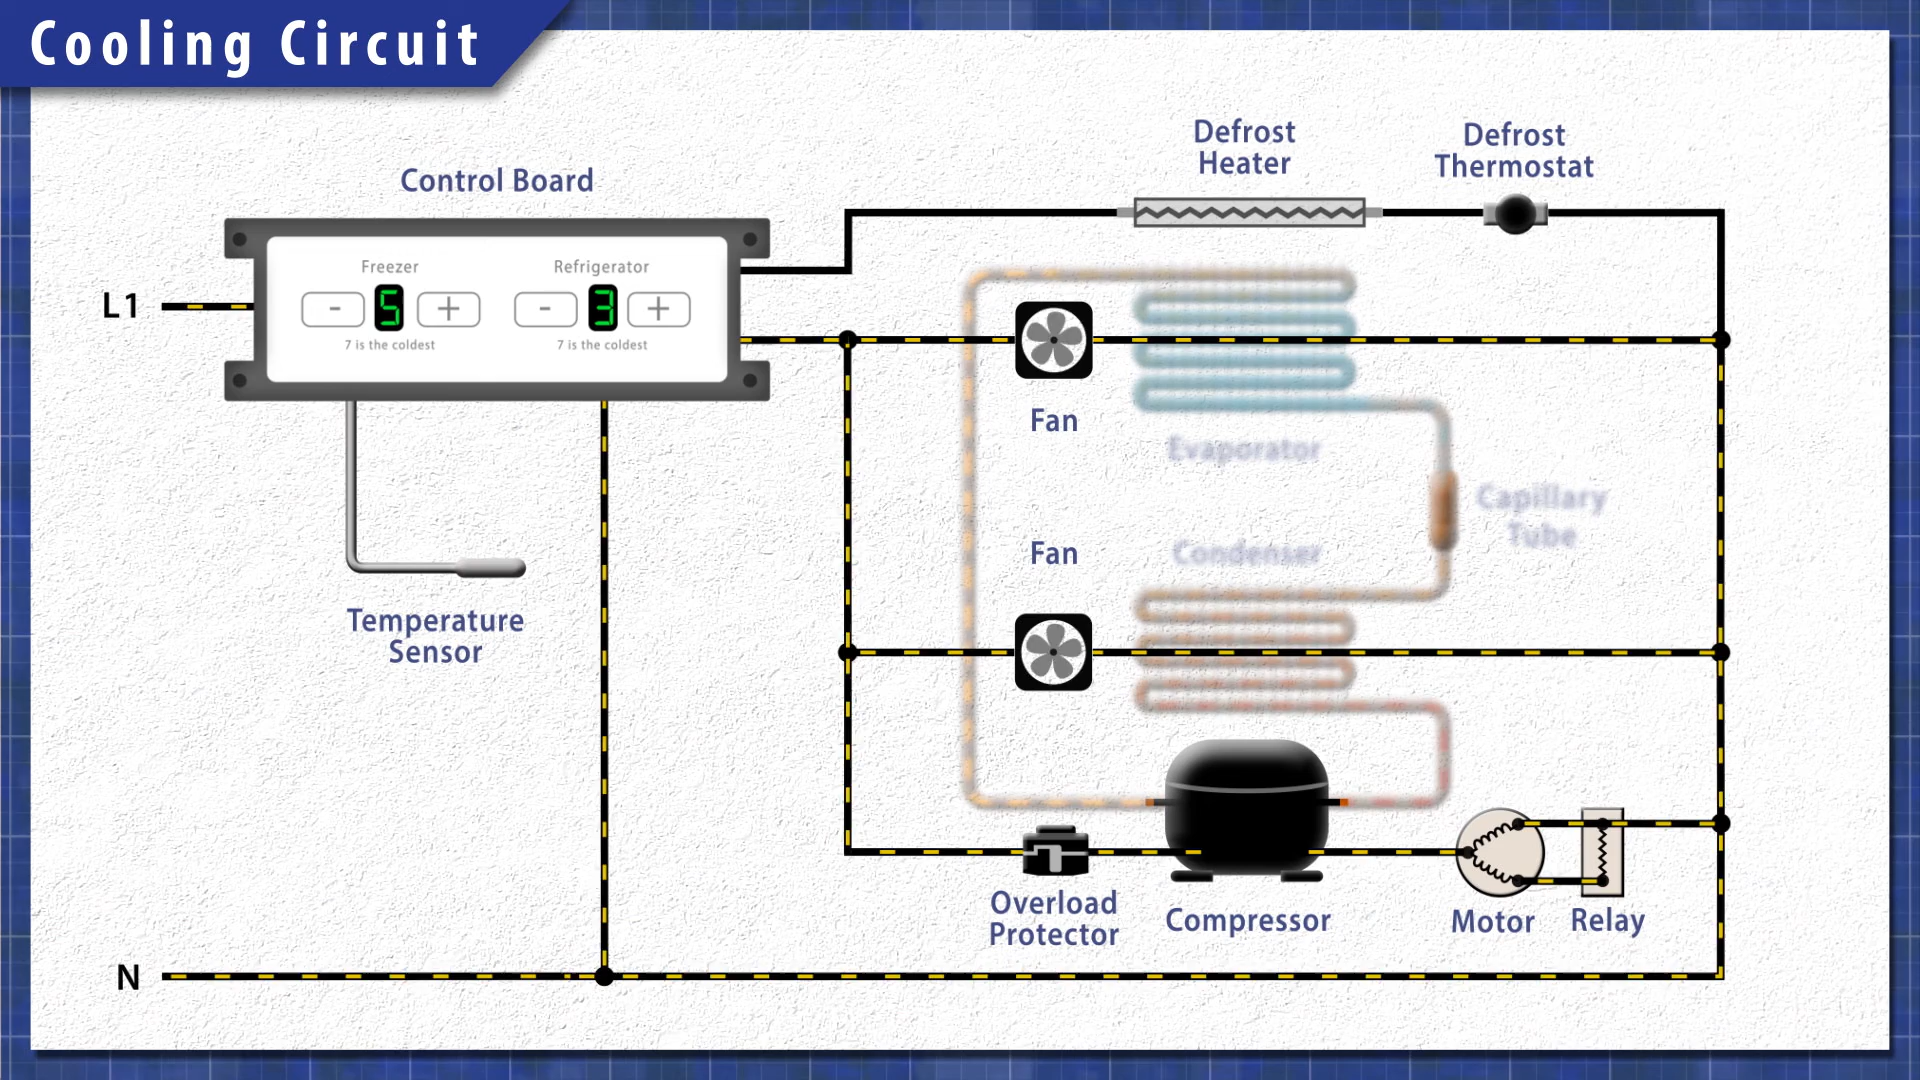 Cooling Circuit
Defrost
Heater
Defrost
Thermostat
Control Board
Freezer
Refrigerator
L1
- 5 +
- 3 +
7 is the coldest
7 is the coldest
Fan
Evaporator
Capillary
Tube
Fan
Condenser
Temperature
Sensor
Overload
Protector
Compressor
Motor
Relay
N